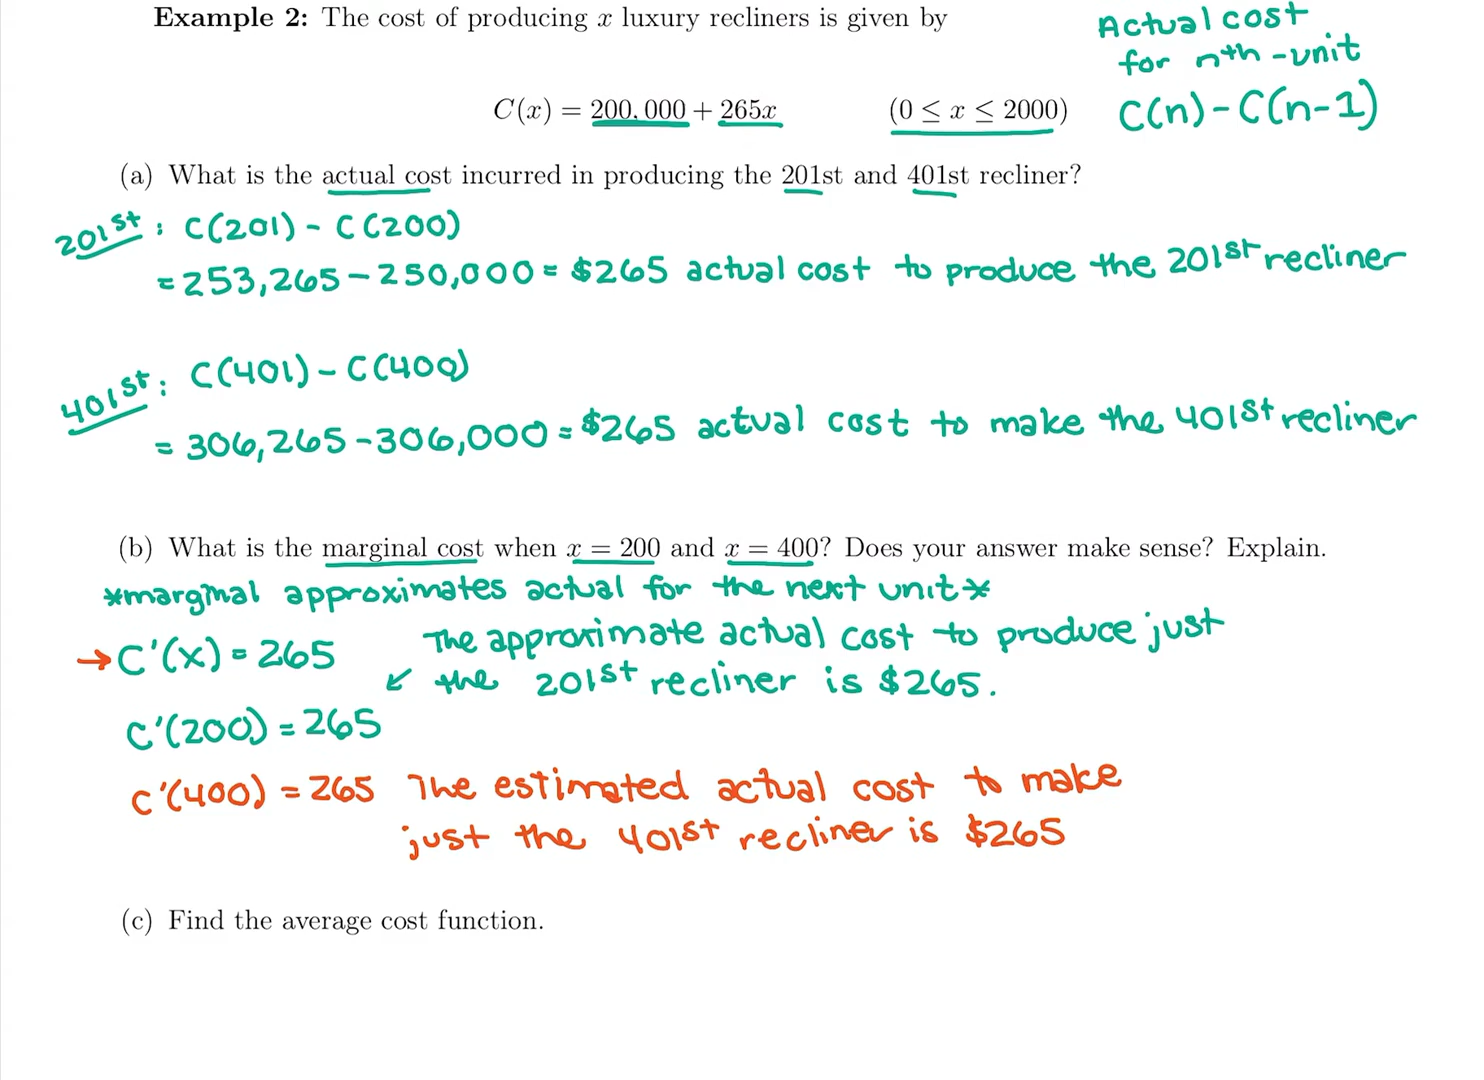 Example 2: The cost of producing x luxury recliners is given by
Actual cost
for nth-unit
C(x) = 200,000 + 265x (0 ≤ x ≤ 2000)
C(n) - C(n-1)
(a) What is the actual cost incurred in producing the 201st and 401st recliner?
201st: C(201) - C(200)
= 253,265 - 250,000 = $265 actual cost to produce the 201st recliner
401st: C(401) - C(400)
= 306,265 - 306,000 = $265 actual cost to make the 401st recliner
(b) What is the marginal cost when x = 200 and x = 400? Does your answer make sense? Explain.
*marginal approximates actual for the next unit*
→ C'(x) = 265 The approximate actual cost to produce just
↙ the 201st recliner is $265.
C'(200) = 265
C'(400) = 265 The estimated actual cost to make
just the 401st recliner is $265
(c) Find the average cost function.